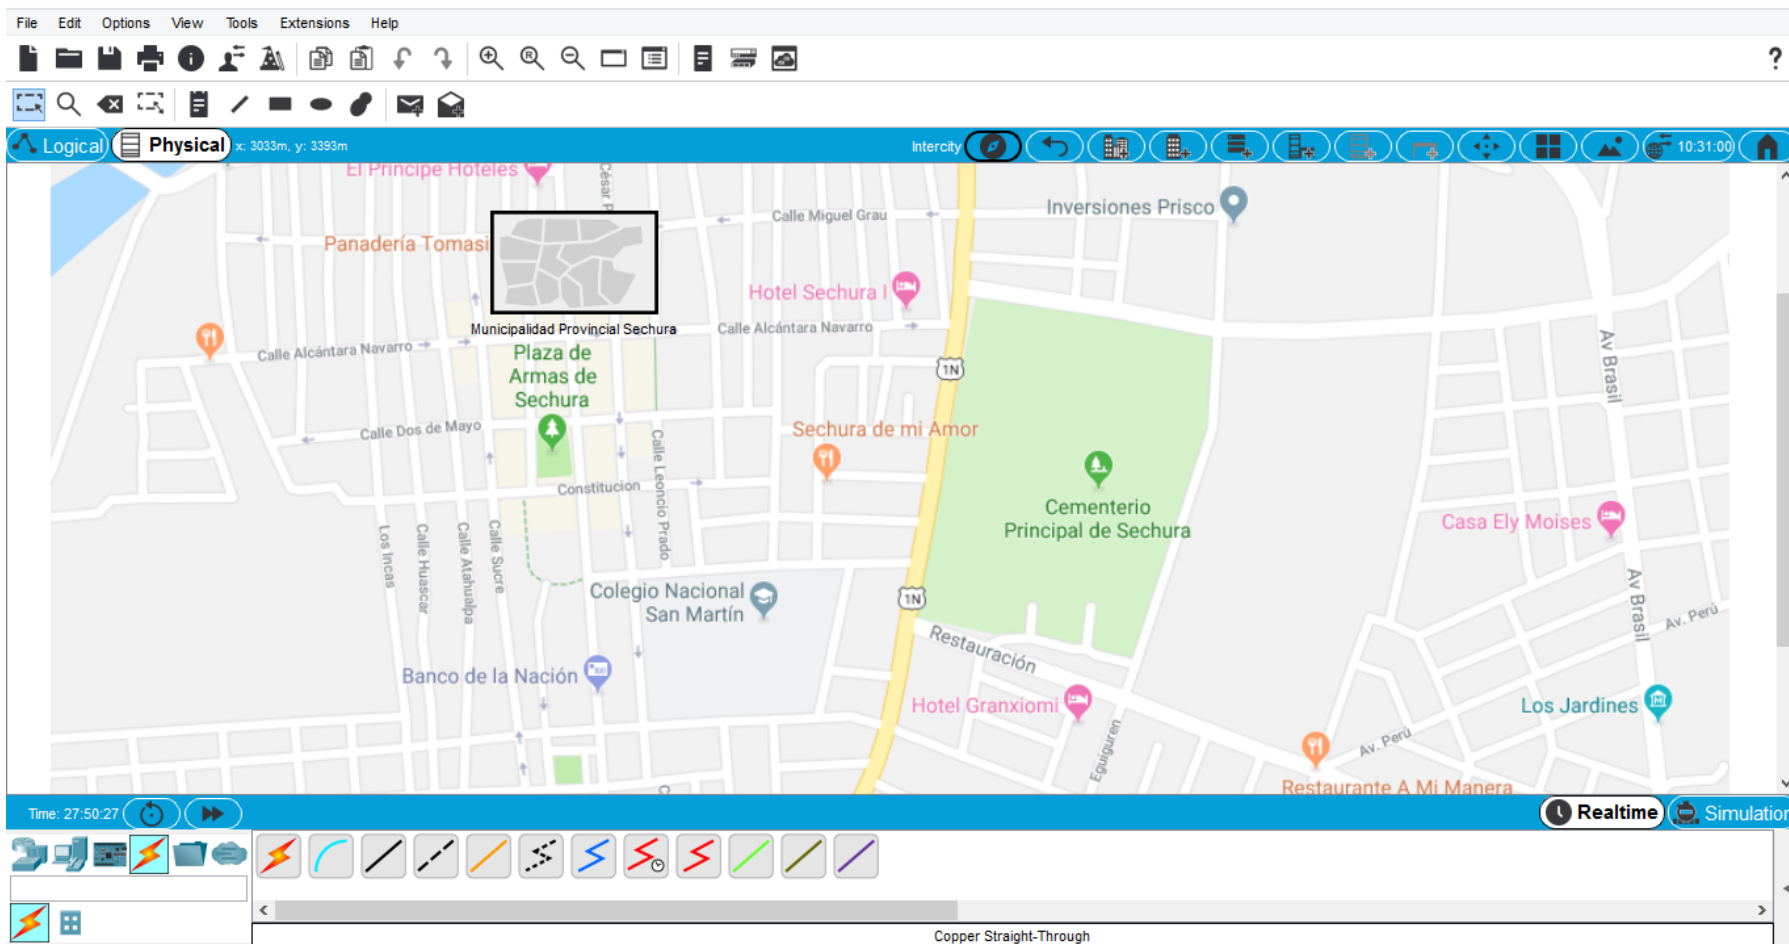 File Edit Options View Tools Extensions Help
?
Logical Physical x: 3033m, y: 3393m Intercity 10:31:00
El Principe Hoteles
César P
Calle Miguel Grau
Inversiones Prisco
Panadería Tomasi
Hotel Sechura I
Municipalidad Provincial Sechura
Calle Alcántara Navarro
Calle Alcántara Navarro
Plaza de
Armas de
Sechura
1N
Av Brasil
Calle Dos de Mayo
Sechura de mi Amor
Calle Leoncio Prado
Constitucion
Cementerio
Principal de Sechura
Casa Ely Moises
Los Incas
Calle Huascar
Calle Atahualpa
Calle Sucre
Colegio Nacional
San Martín
1N
Av Brasil
Av. Perú
Restauración
Banco de la Nación
Hotel Granxiomi
Los Jardines
Eguiguren
Av. Perú
Restaurante A Mi Manera
C
Time: 27:50:27 Realtime Simulation
Copper Straight-Through